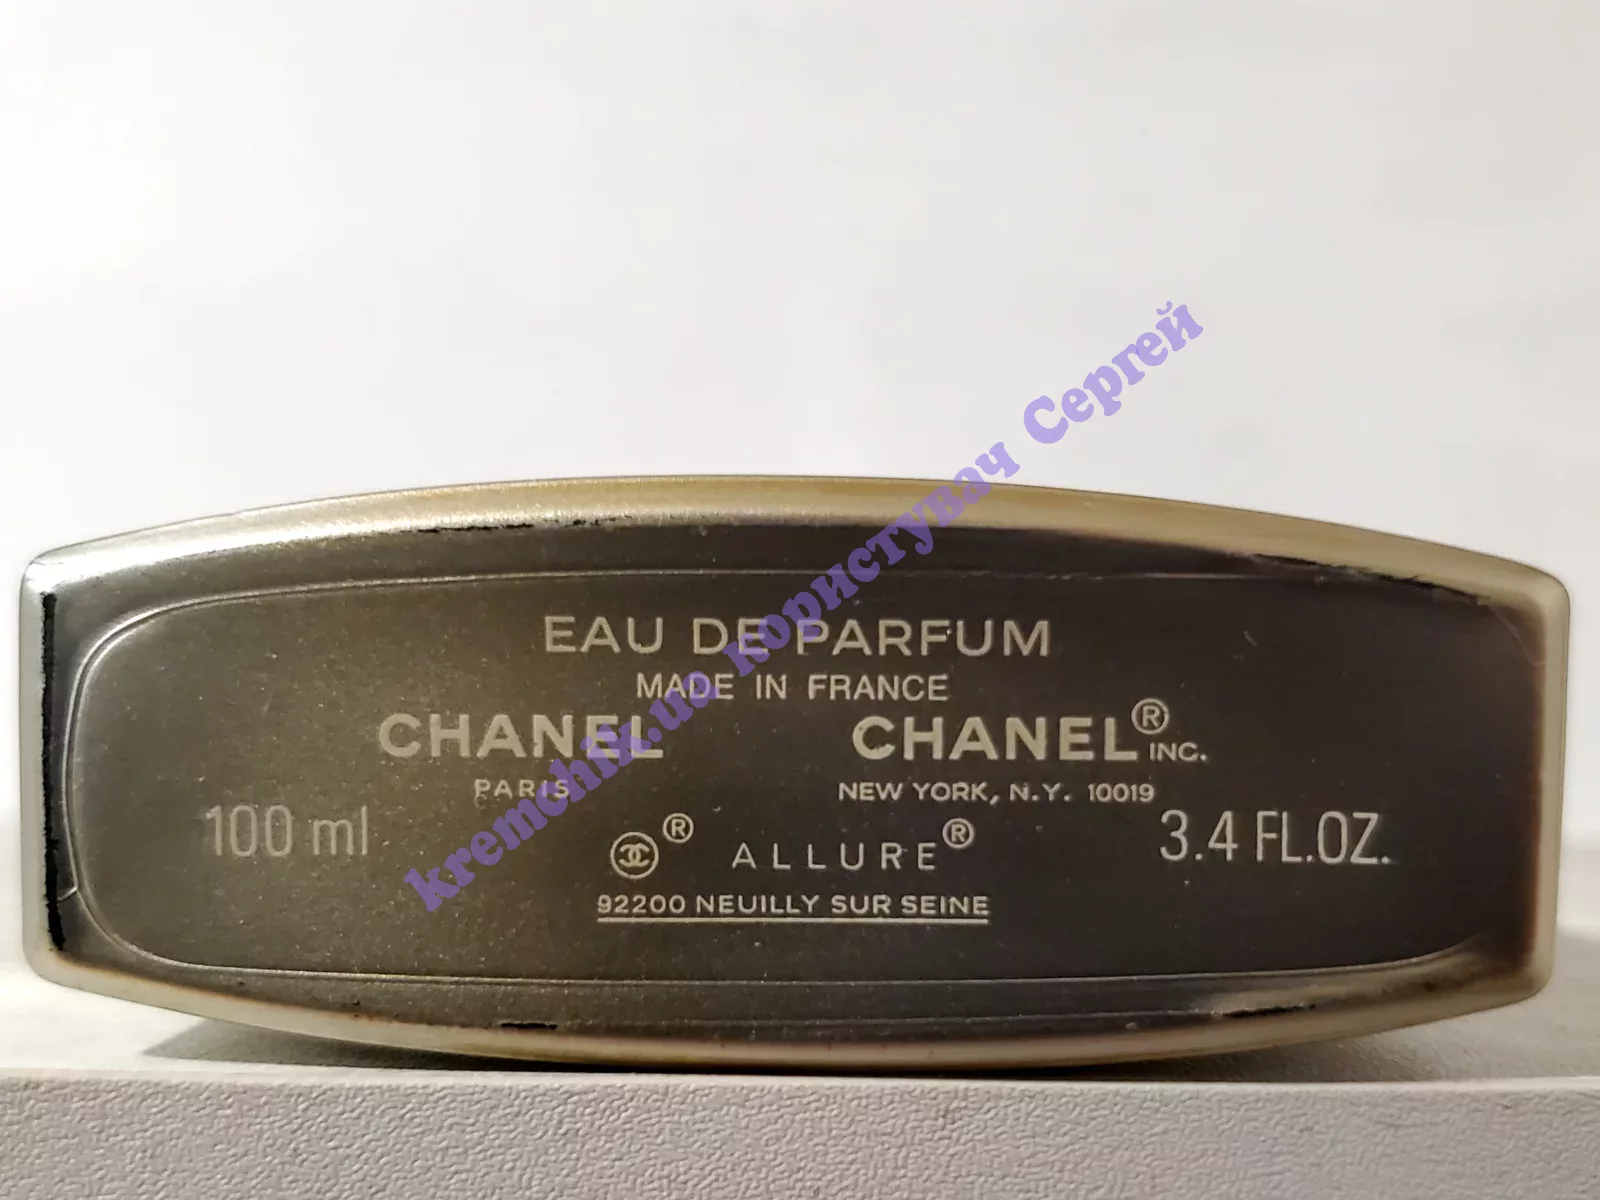 EAU DE PARFUM
MADE IN FRANCE
CHANEL CHANEL® INC.
PARIS NEW YORK, N.Y. 10019
100 ml ® ALLURE® 3.4 FL.OZ.
92200 NEUILLY SUR SEINE
kremchik.ua користувач Сергей